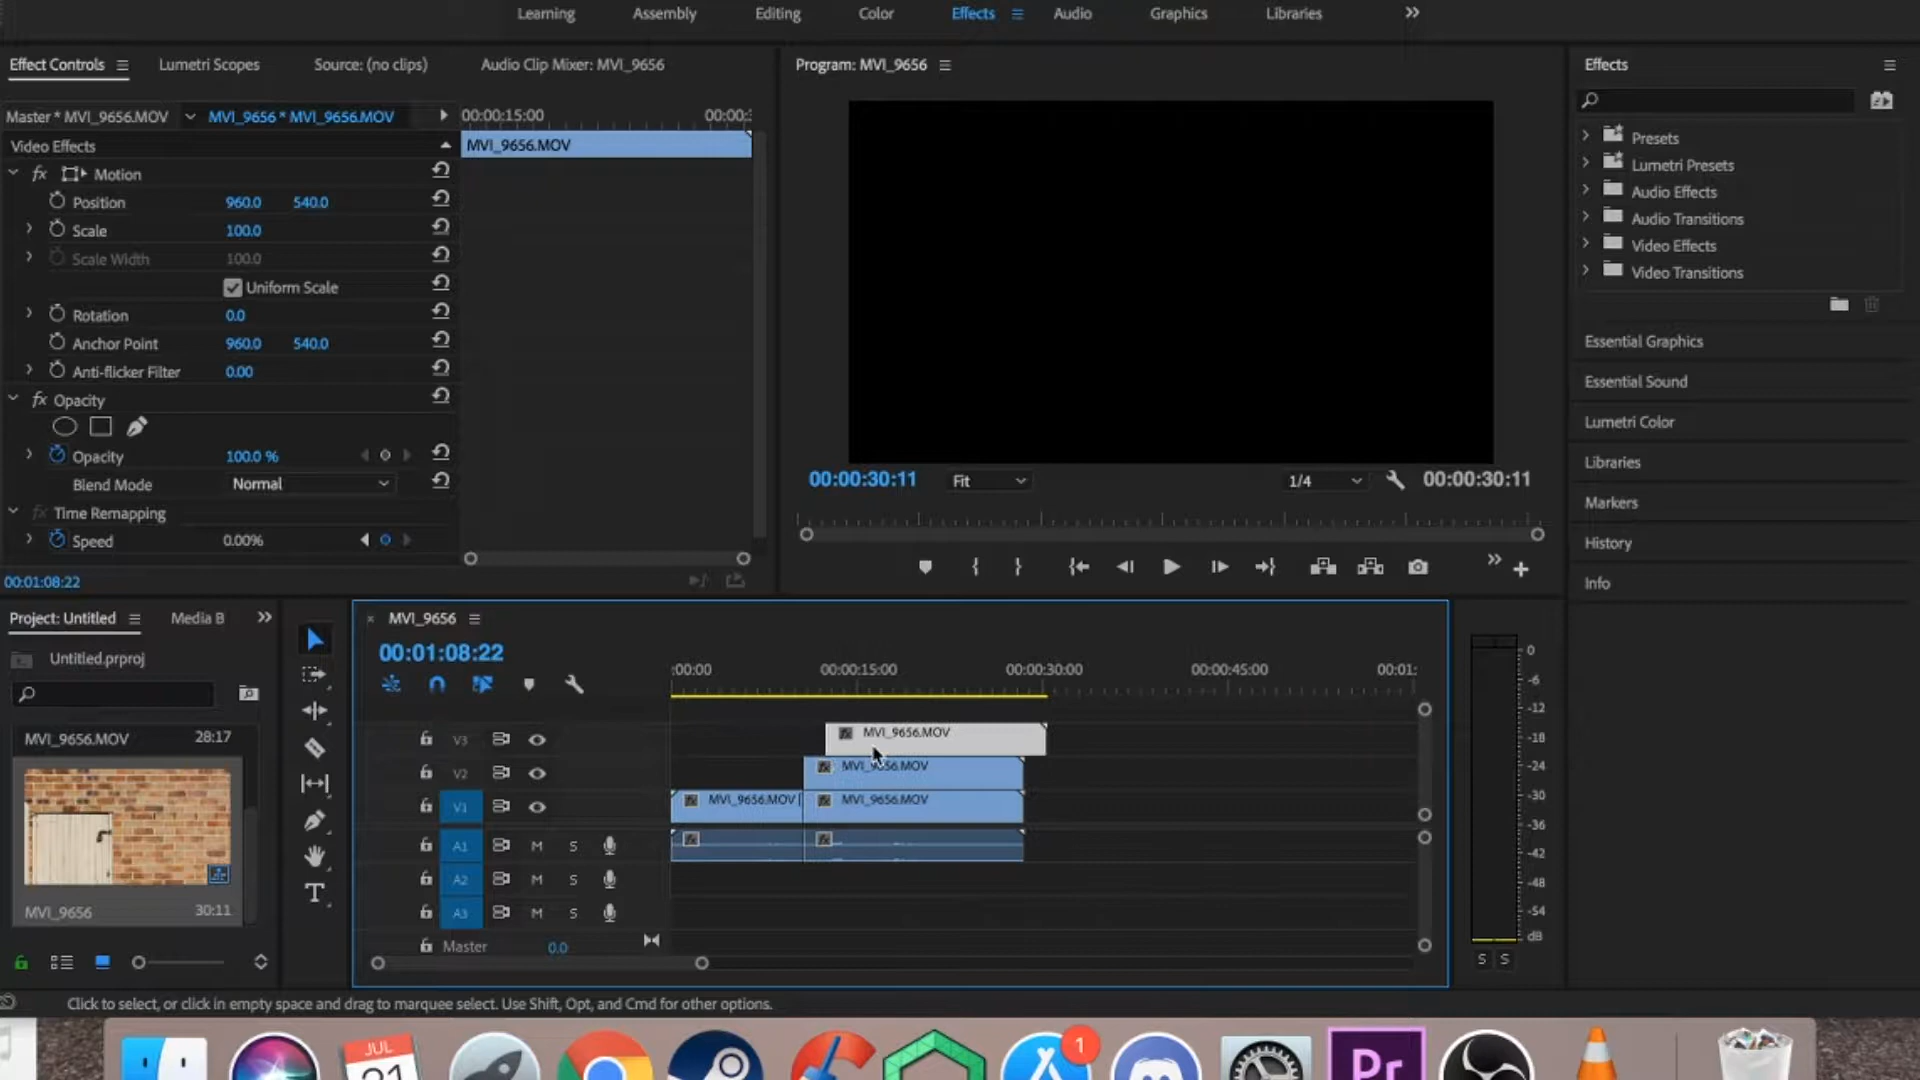 Learning Assembly Editing Color Effects Audio Graphics Libraries
Effect Controls Lumetri Scopes Source: (no clips) Audio Clip Mixer: MVI_9656
Master * MVI_9656.MOV MVI_9656 * MVI_9656.MOV 00:00:15:00
MVI_9656.MOV
Video Effects
fx Motion
Position 960.0 540.0
Scale 100.0
Scale Width 100.0
Uniform Scale
Rotation 0.0
Anchor Point 960.0 540.0
Anti-flicker Filter 0.00
fx Opacity
Opacity 100.0 %
Blend Mode Normal
fx Time Remapping
Speed 0.00%
00:01:08:22
Program: MVI_9656
00:00:30:11 Fit 1/4 00:00:30:11
Effects
Presets
Lumetri Presets
Audio Effects
Audio Transitions
Video Effects
Video Transitions
Essential Graphics
Essential Sound
Lumetri Color
Libraries
Markers
History
Info
Project: Untitled Media B
Untitled.prproj
MVI_9656.MOV 28:17
MVI_9656 30:11
MVI_9656
00:01:08:22
:00:00 00:00:15:00 00:00:30:00 00:00:45:00 00:01:
V3 MVI_9656.MOV
V2 MVI_9656.MOV
V1 MVI_9656.MOV MVI_9656.MOV
A1 M S
A2 M S
A3 M S
Master 0.0
0
-6
-12
-18
-24
-30
-36
-42
-48
-54
dB
S S
Click to select, or click in empty space and drag to marquee select. Use Shift, Opt, and Cmd for other options.
JUL
21
1
Pr